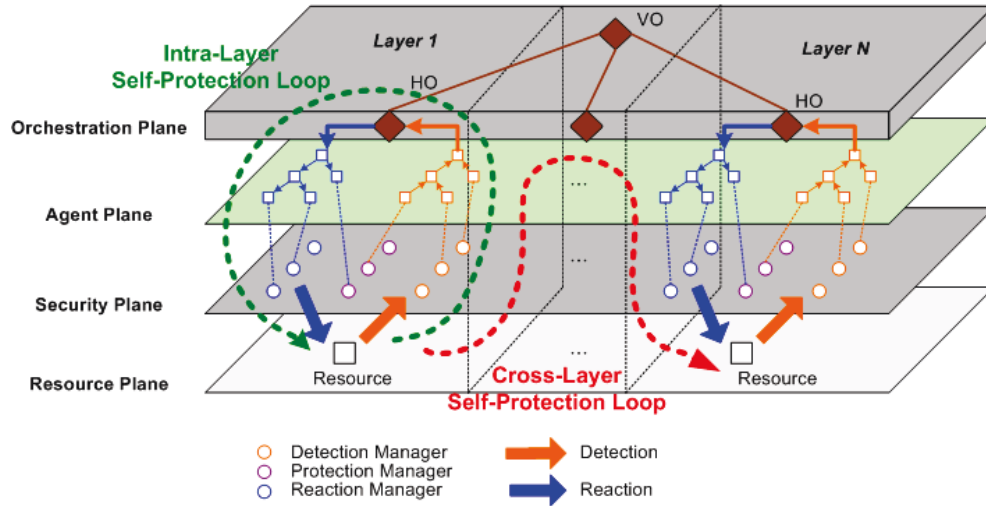 VO
Layer 1
Layer N
Intra-Layer
Self-Protection Loop
HO
HO
Orchestration Plane
...
Agent Plane
...
Security Plane
...
Resource Plane
Resource
Resource
Cross-Layer
Self-Protection Loop
Detection Manager
Detection
Protection Manager
Reaction Manager
Reaction